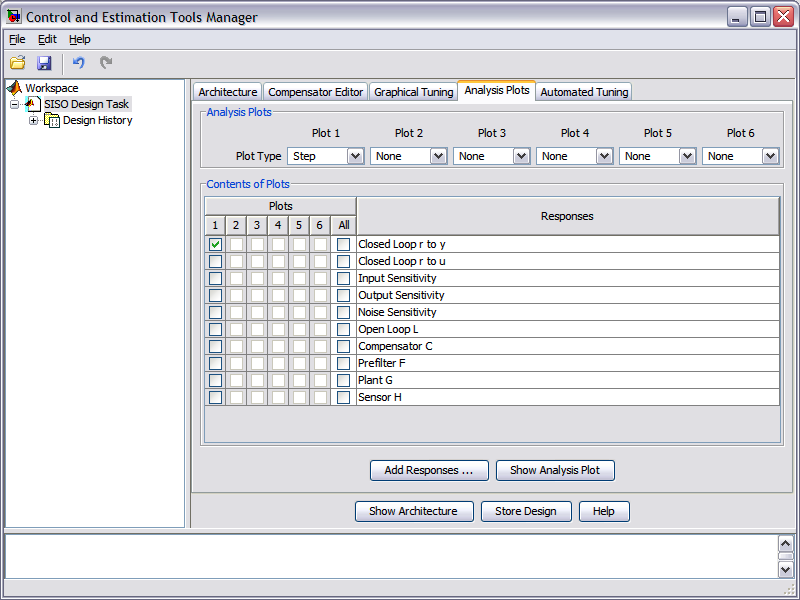 Control and Estimation Tools Manager
File Edit Help
Workspace
SISO Design Task
Design History
Architecture Compensator Editor Graphical Tuning Analysis Plots Automated Tuning
Analysis Plots
Plot 1 Plot 2 Plot 3 Plot 4 Plot 5 Plot 6
Plot Type Step None None None None None
Contents of Plots
Plots Responses
1 2 3 4 5 6 All
Closed Loop r to y
Closed Loop r to u
Input Sensitivity
Output Sensitivity
Noise Sensitivity
Open Loop L
Compensator C
Prefilter F
Plant G
Sensor H
Add Responses ... Show Analysis Plot
Show Architecture Store Design Help